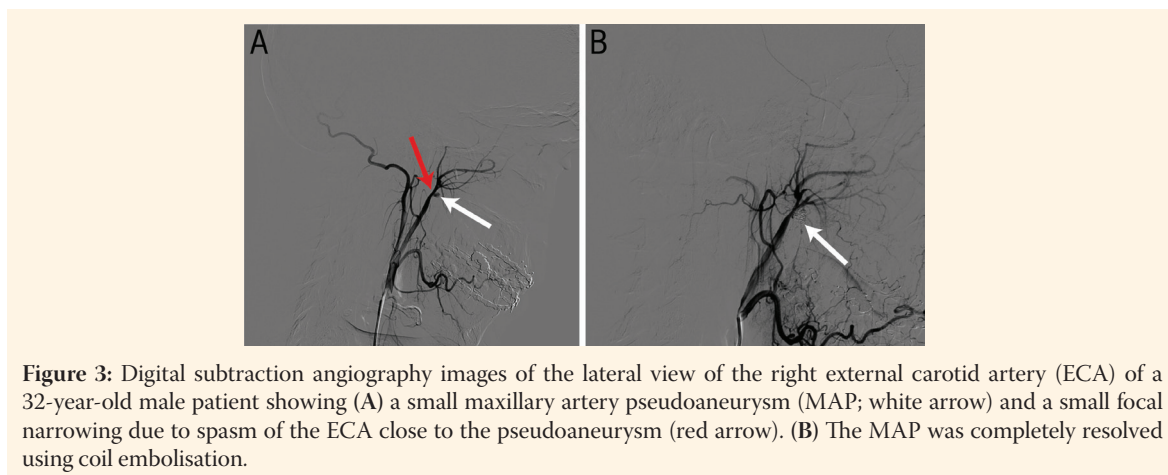 A
B
Figure 3: Digital subtraction angiography images of the lateral view of the right external carotid artery (ECA) of a
32-year-old male patient showing (A) a small maxillary artery pseudoaneurysm (MAP; white arrow) and a small focal
narrowing due to spasm of the ECA close to the pseudoaneurysm (red arrow). (B) The MAP was completely resolved
using coil embolisation.